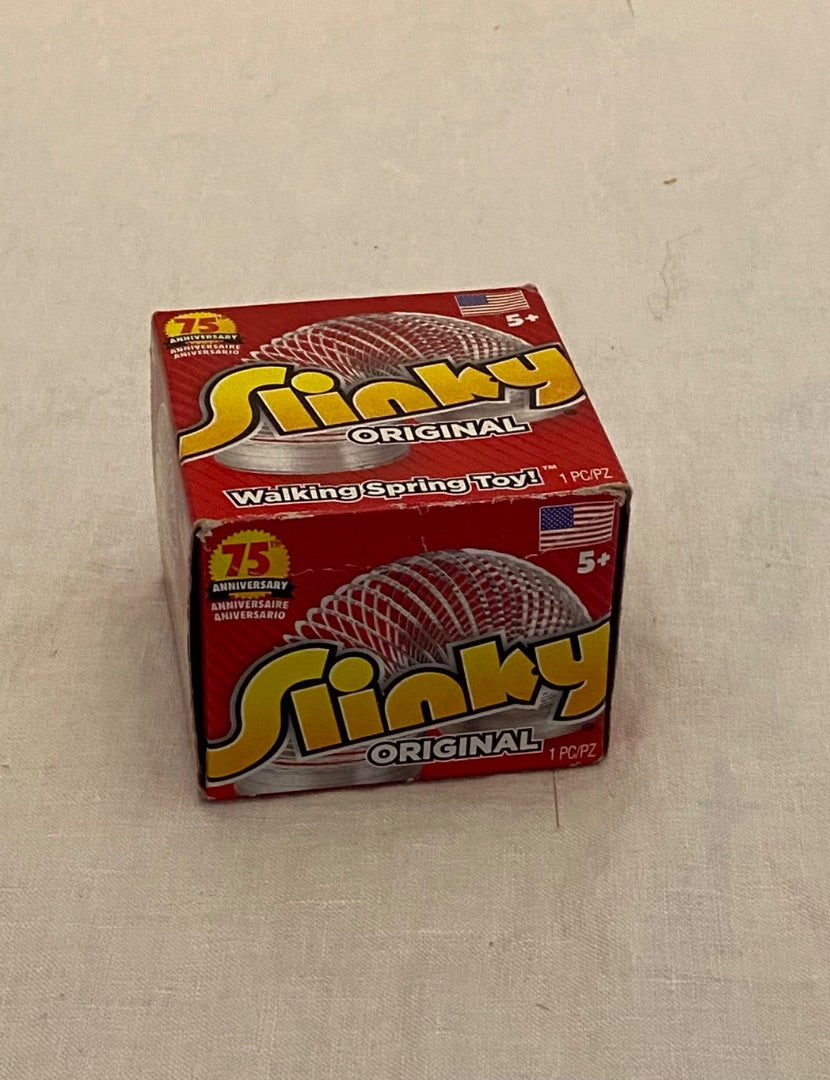 75TH
ANNIVERSARY
ANNIVERSAIRE
ANIVERSARIO
5+
Slinky
ORIGINAL
Walking Spring Toy!™
1 PC/PZ
75TH
ANNIVERSARY
ANNIVERSAIRE
ANIVERSARIO
5+
Slinky
ORIGINAL
1 PC/PZ